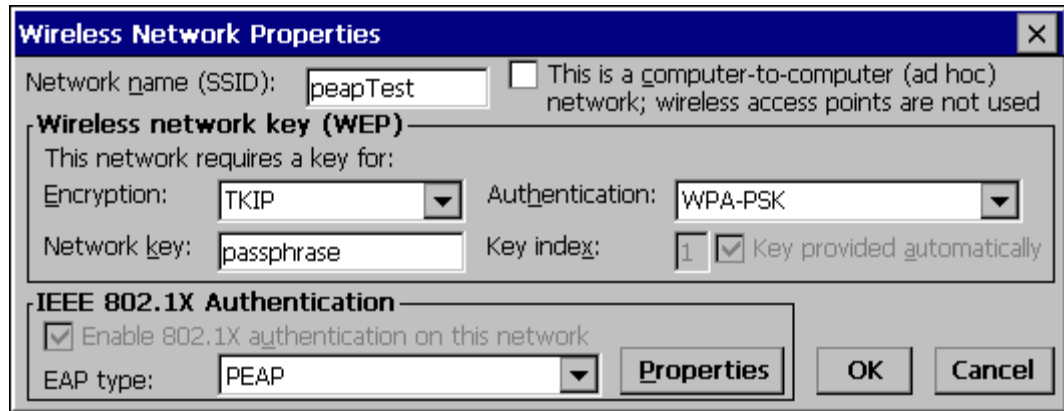 Wireless Network Properties
Network name (SSID): peapTest
This is a computer-to-computer (ad hoc)
network; wireless access points are not used
Wireless network key (WEP)
This network requires a key for:
Encryption: TKIP Authentication: WPA-PSK
Network key: passphrase Key index: 1 Key provided automatically
IEEE 802.1X Authentication
Enable 802.1X authentication on this network
EAP type: PEAP Properties OK Cancel